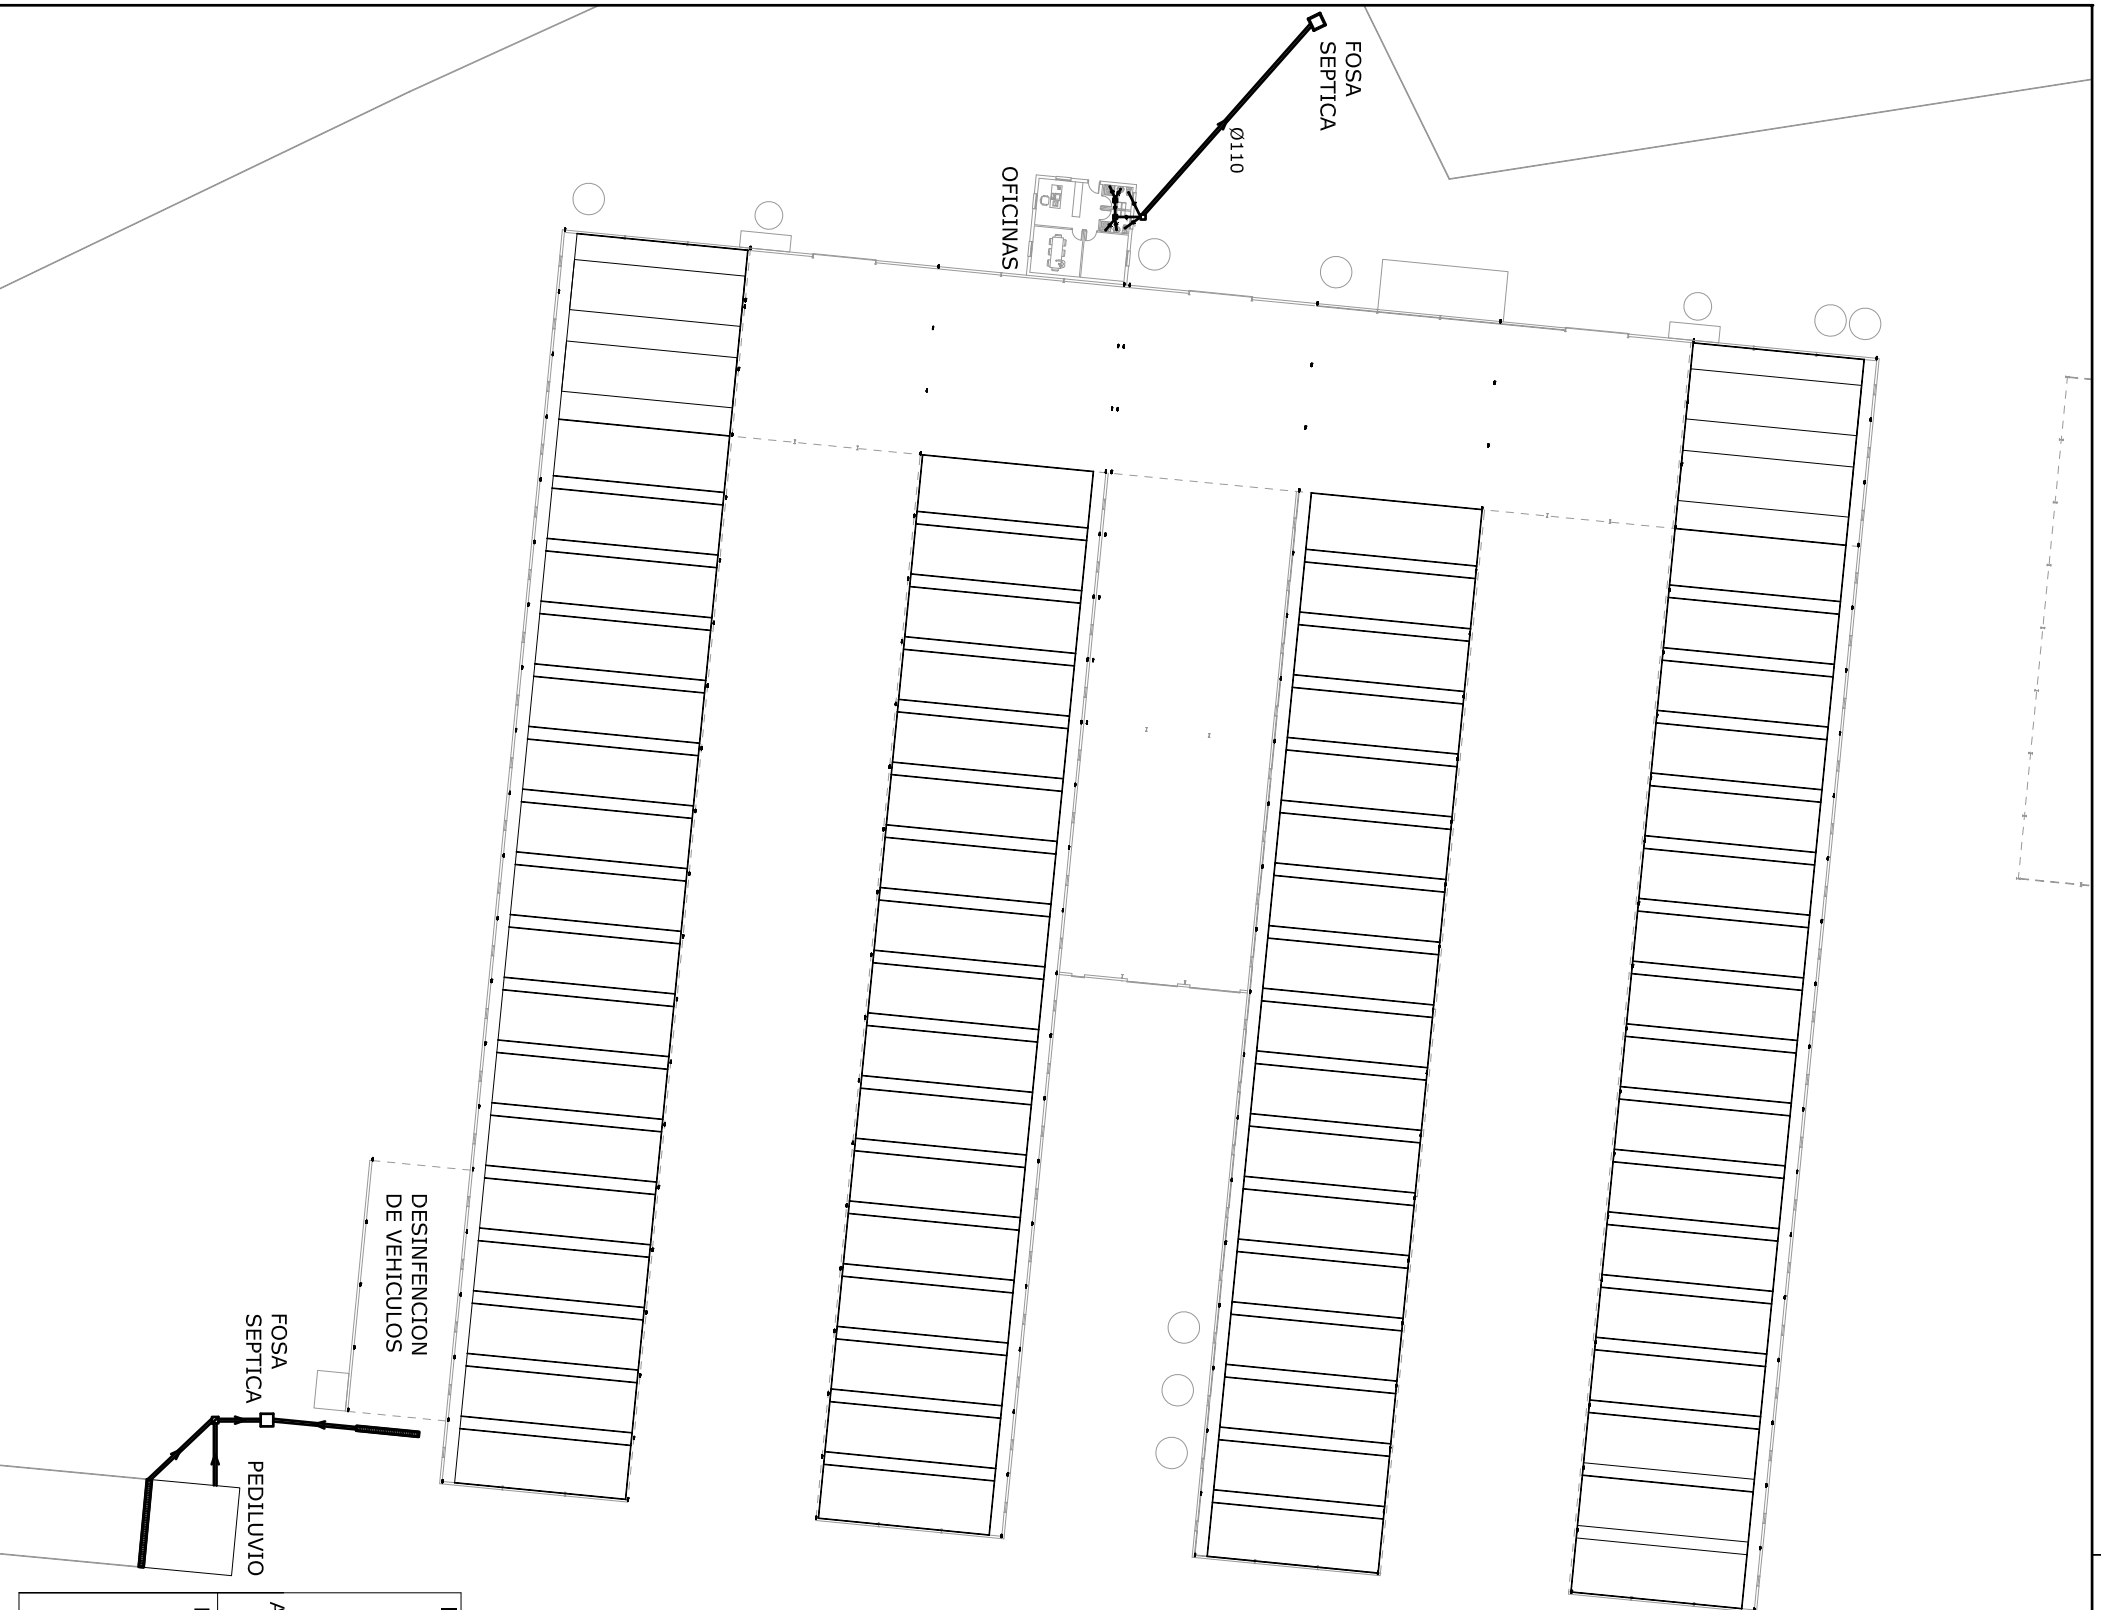 FOSA
SEPTICA
Ø110
OFICINAS
DESINFENCION
DE VEHICULOS
FOSA
SEPTICA
PEDILUVIO